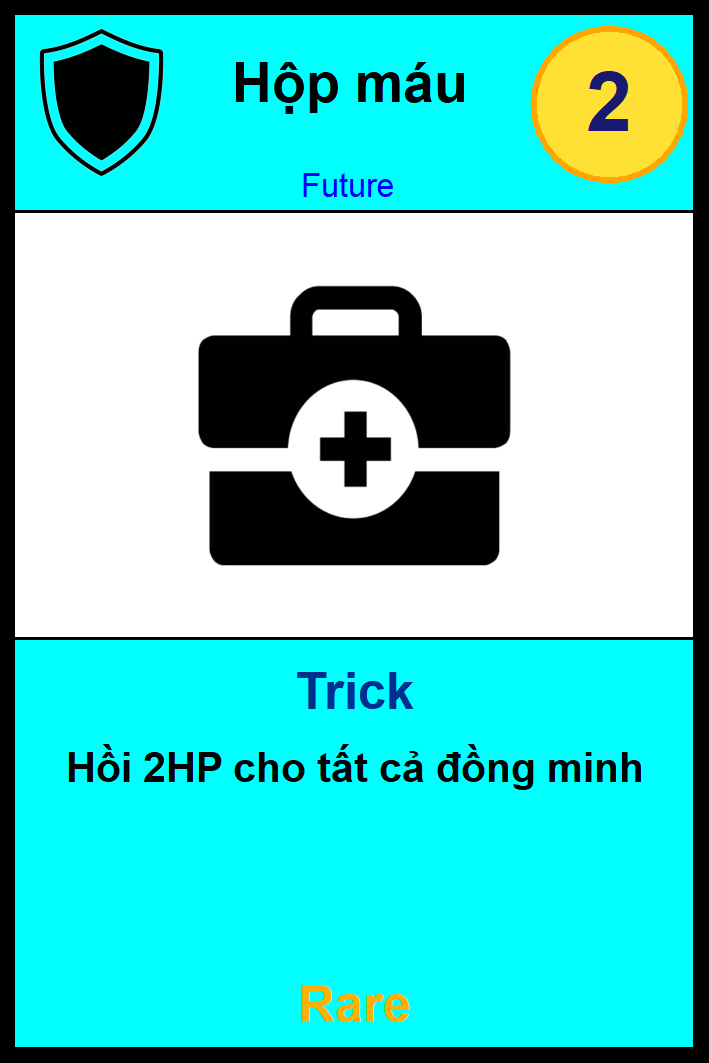 Hộp máu
2
Future
Trick
Hồi 2HP cho tất cả đồng minh
Rare